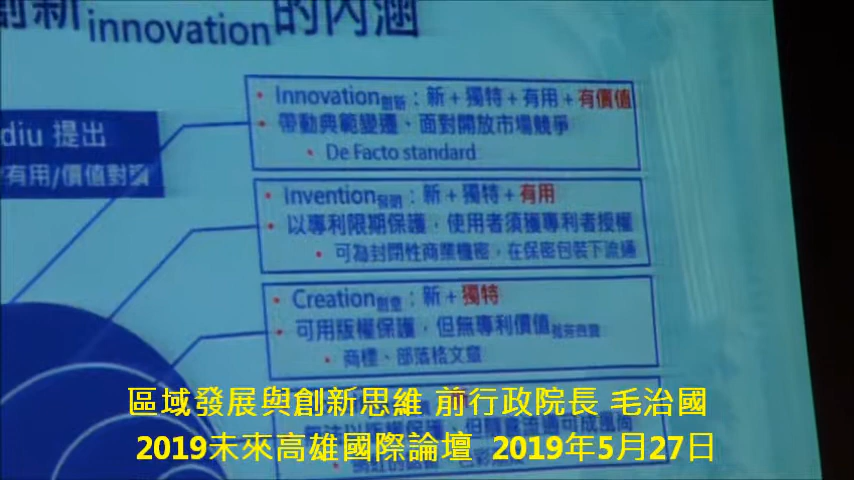 創新innovation的內涵
diu 提出
有用/價值對讀
• Innovation創新：新+獨特+有用+有價值
• 帶動典範變遷、面對開放市場競爭
• De Facto standard
• Invention發明：新+獨特+有用
• 以專利限期保護，使用者須獲專利者授權
• 可為封閉性商業機密，在保密包裝下流通
• Creation創意：新+獨特
• 可用版權保護，但無專利價值
• 商標、部落格文章
區域發展與創新思維 前行政院長 毛治國
2019未來高雄國際論壇 2019年5月27日